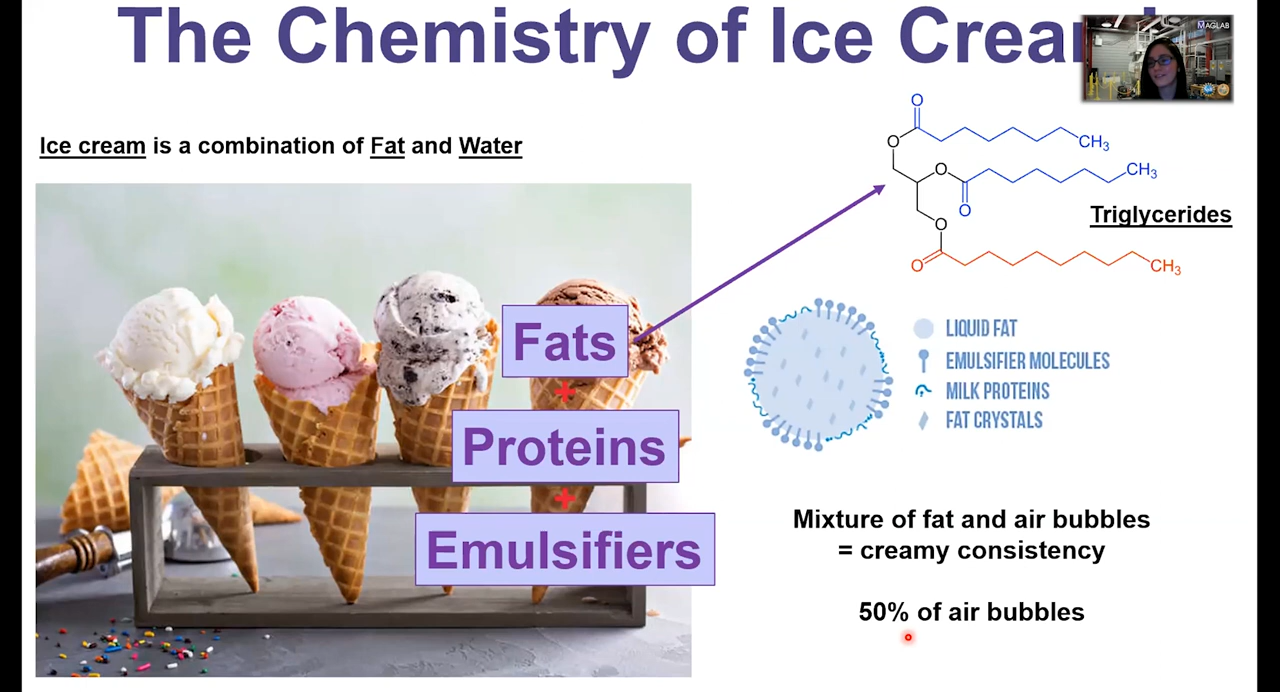 The Chemistry of Ice Crea
MAGLAB
Ice cream is a combination of Fat and Water
O
CH3
O
O
CH3
O
Triglycerides
O
O
CH3
Fats
+
Proteins
+
Emulsifiers
LIQUID FAT
EMULSIFIER MOLECULES
MILK PROTEINS
FAT CRYSTALS
Mixture of fat and air bubbles
= creamy consistency
50% of air bubbles